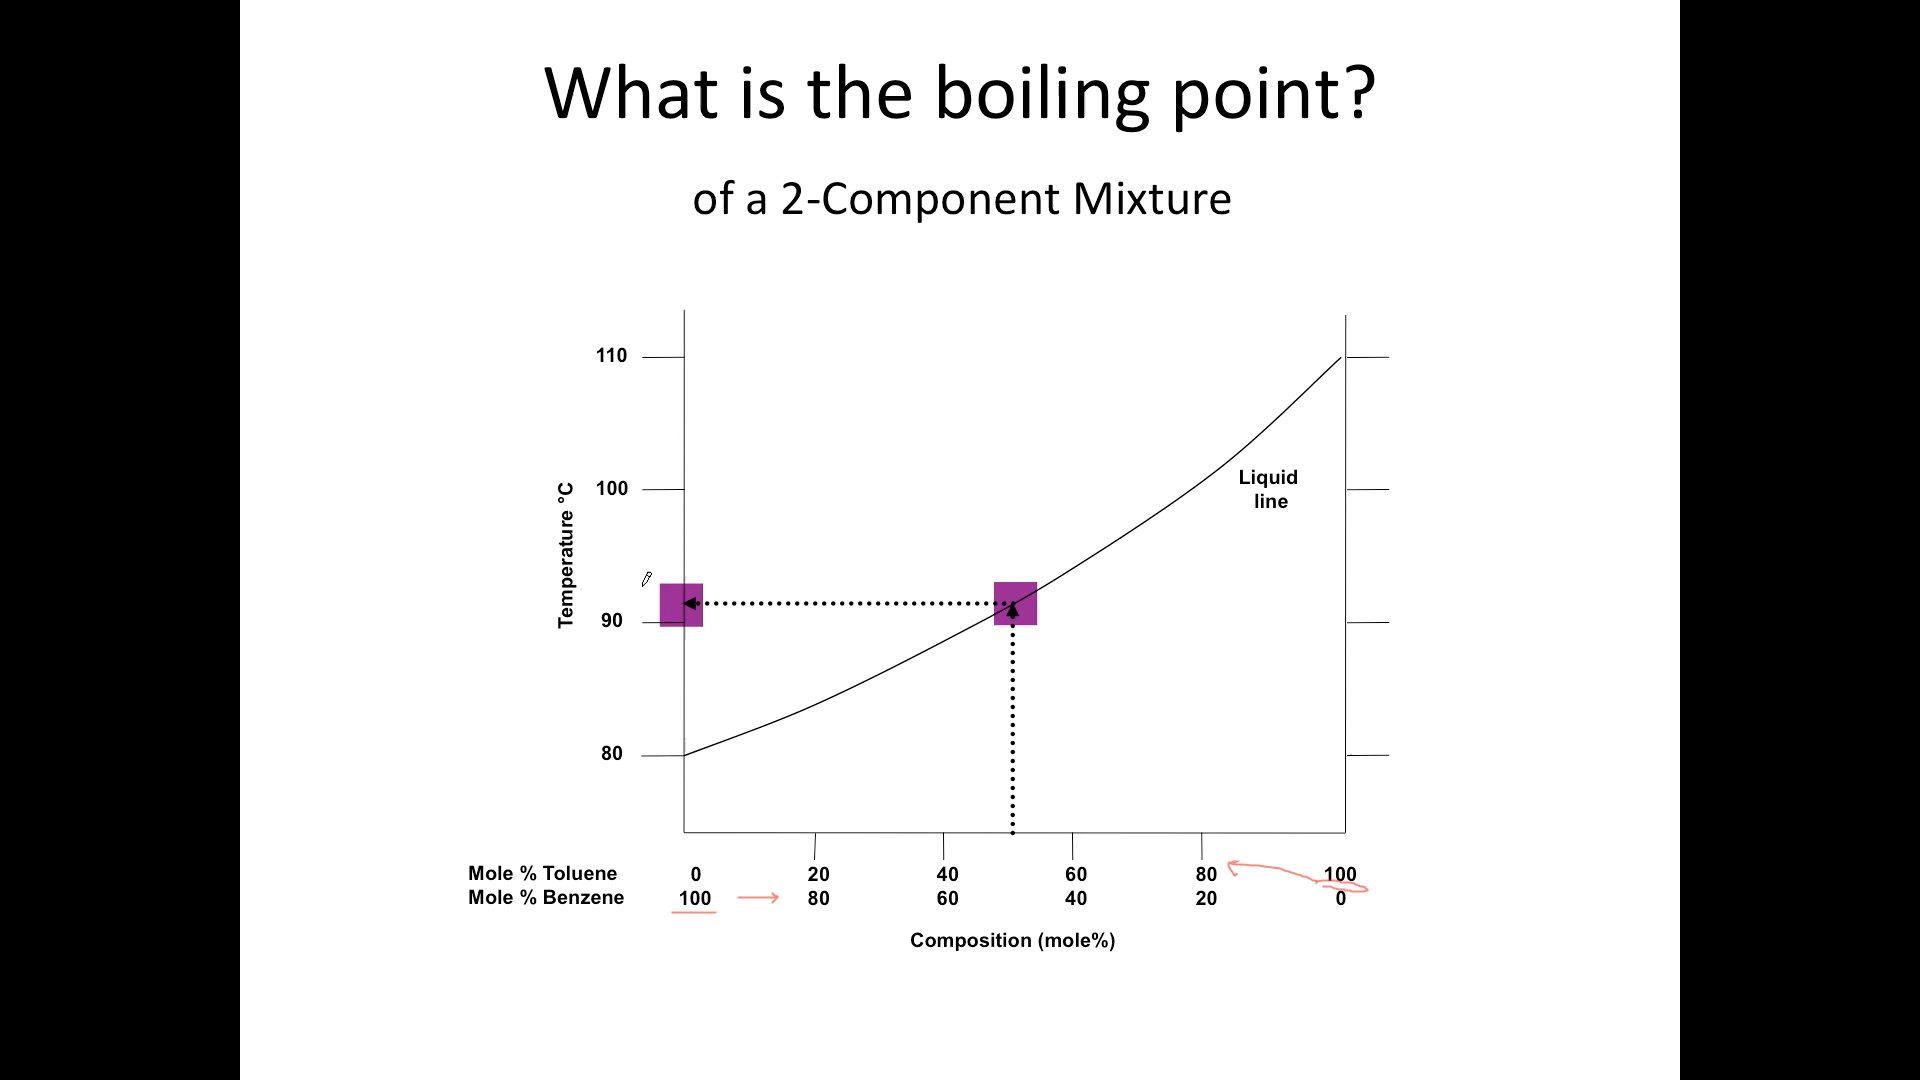 What is the boiling point?
of a 2-Component Mixture
110
100
90
80
Temperature °C
Liquid
line
Mole % Toluene 0 20 40 60 80 100
Mole % Benzene 100 80 60 40 20 0
Composition (mole%)